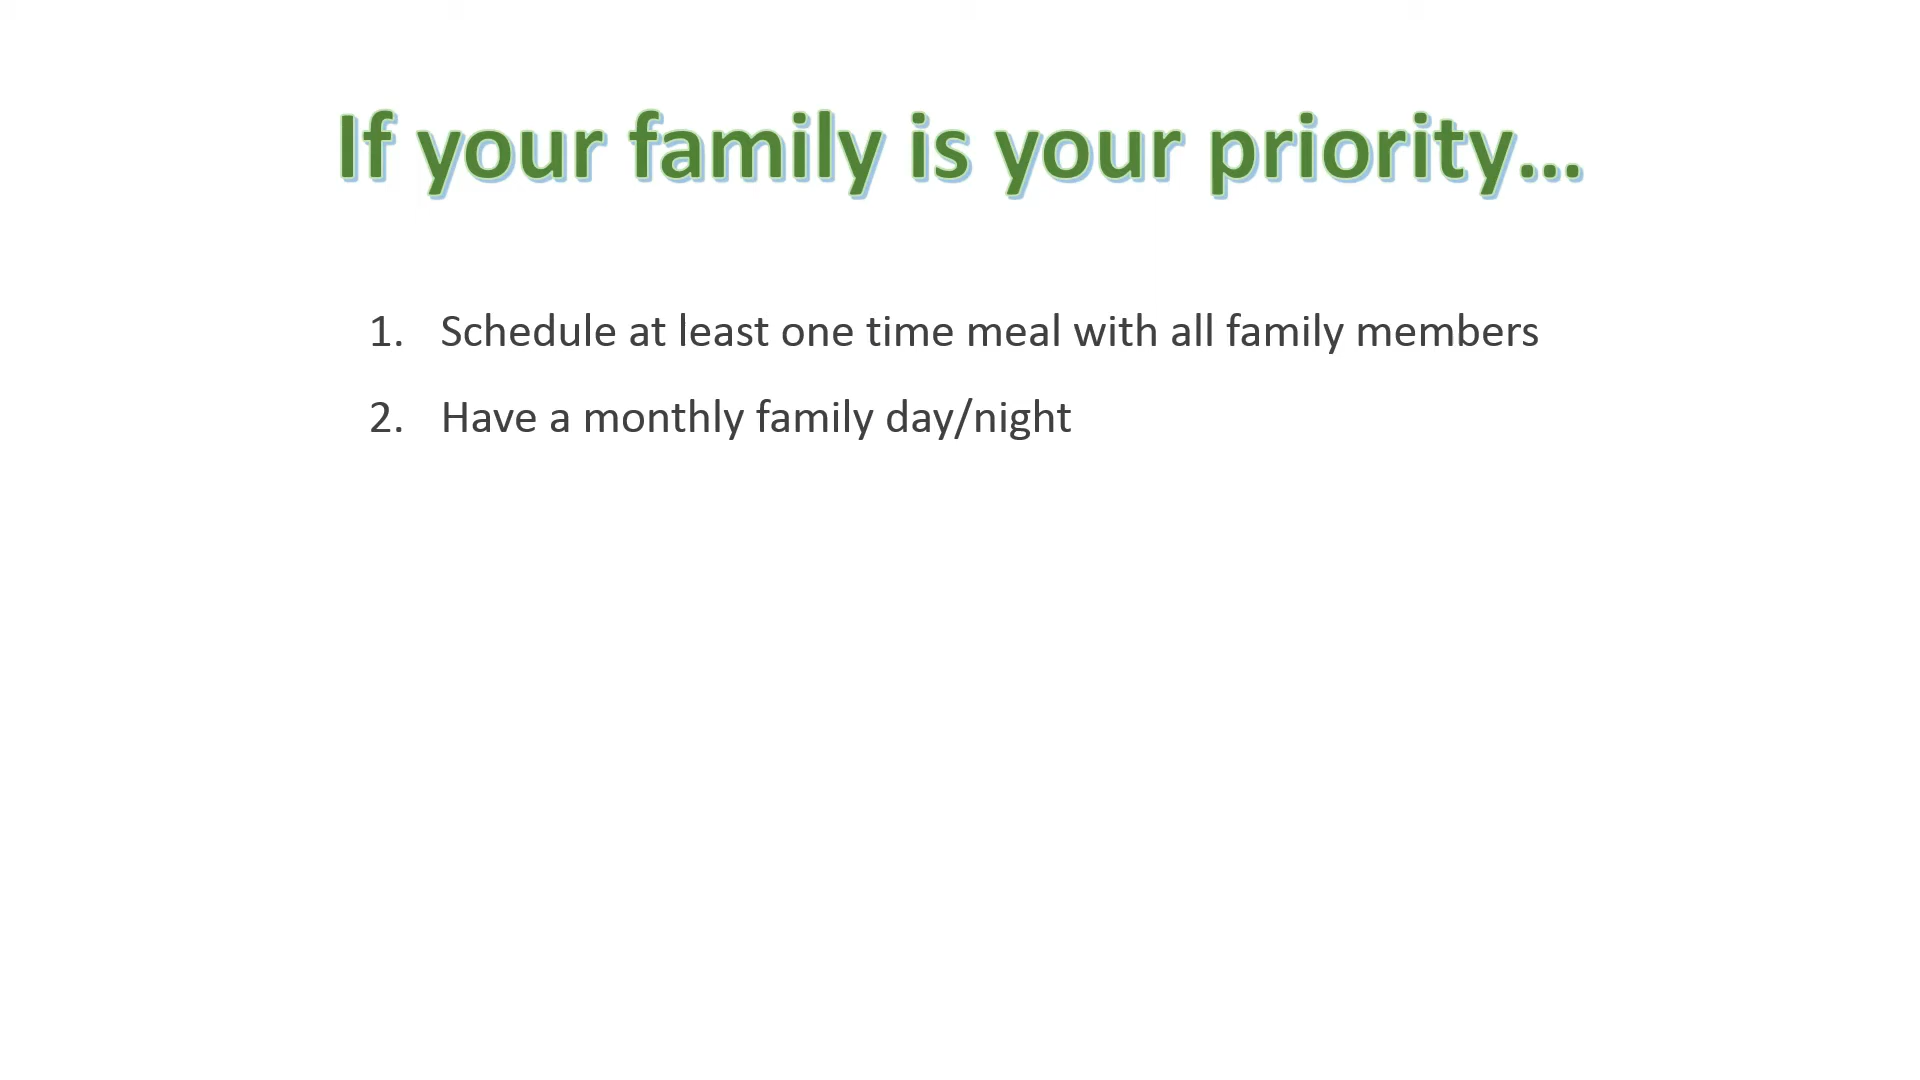 If your family is your priority...
1. Schedule at least one time meal with all family members
2. Have a monthly family day/night